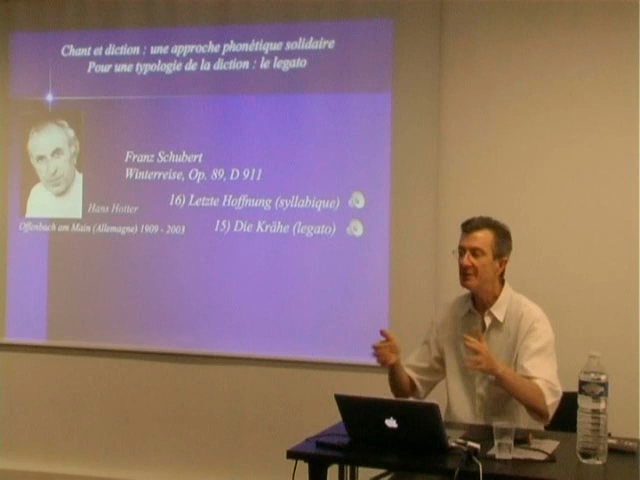 Chant et diction : une approche phonétique solidaire
Pour une typologie de la diction : le legato
Franz Schubert
Winterreise, Op. 89, D 911
16) Letzte Hoffnung (syllabique)
Hans Hotter
Offenbach am Main (Allemagne) 1909 - 2003
15) Die Krähe (legato)